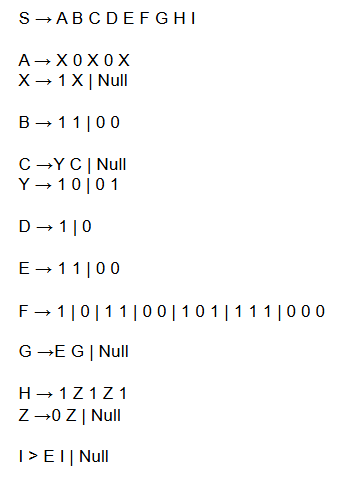 S → A B C D E F G H I
A → X 0 X 0 X
X → 1 X | Null
B → 1 1 | 0 0
C →Y C | Null
Y → 1 0 | 0 1
D → 1 | 0
E → 1 1 | 0 0
F → 1 | 0 | 1 1 | 0 0 | 1 0 1 | 1 1 1 | 0 0 0
G →E G | Null
H → 1 Z 1 Z 1
Z →0 Z | Null
I > E I | Null